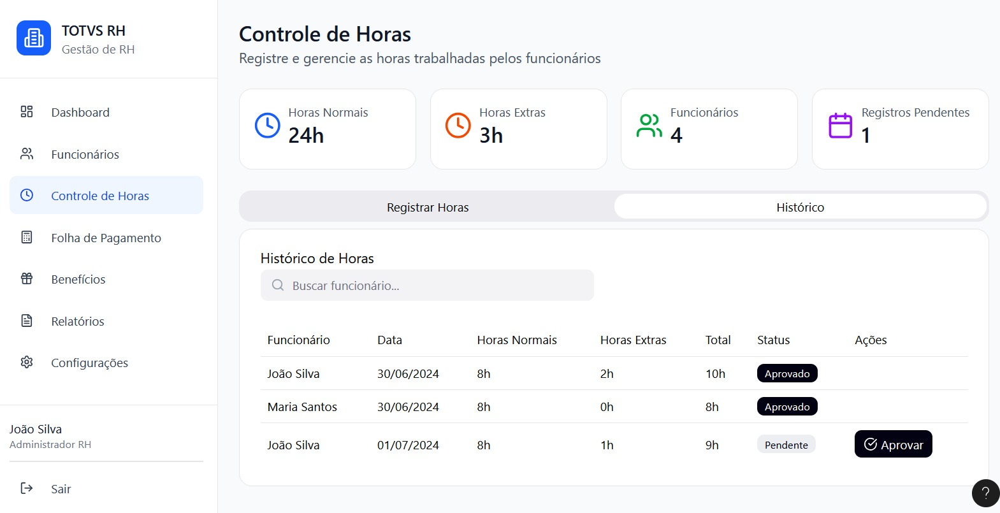 TOTVS RH
Gestão de RH
Dashboard
Funcionários
Controle de Horas
Folha de Pagamento
Benefícios
Relatórios
Configurações
João Silva
Administrador RH
Sair
Controle de Horas
Registre e gerencie as horas trabalhadas pelos funcionários
Horas Normais
24h
Horas Extras
3h
Funcionários
4
Registros Pendentes
1
Registrar Horas Histórico
Histórico de Horas
Buscar funcionário...
Funcionário Data Horas Normais Horas Extras Total Status Ações
João Silva 30/06/2024 8h 2h 10h Aprovado
Maria Santos 30/06/2024 8h 0h 8h Aprovado
João Silva 01/07/2024 8h 1h 9h Pendente Aprovar
?